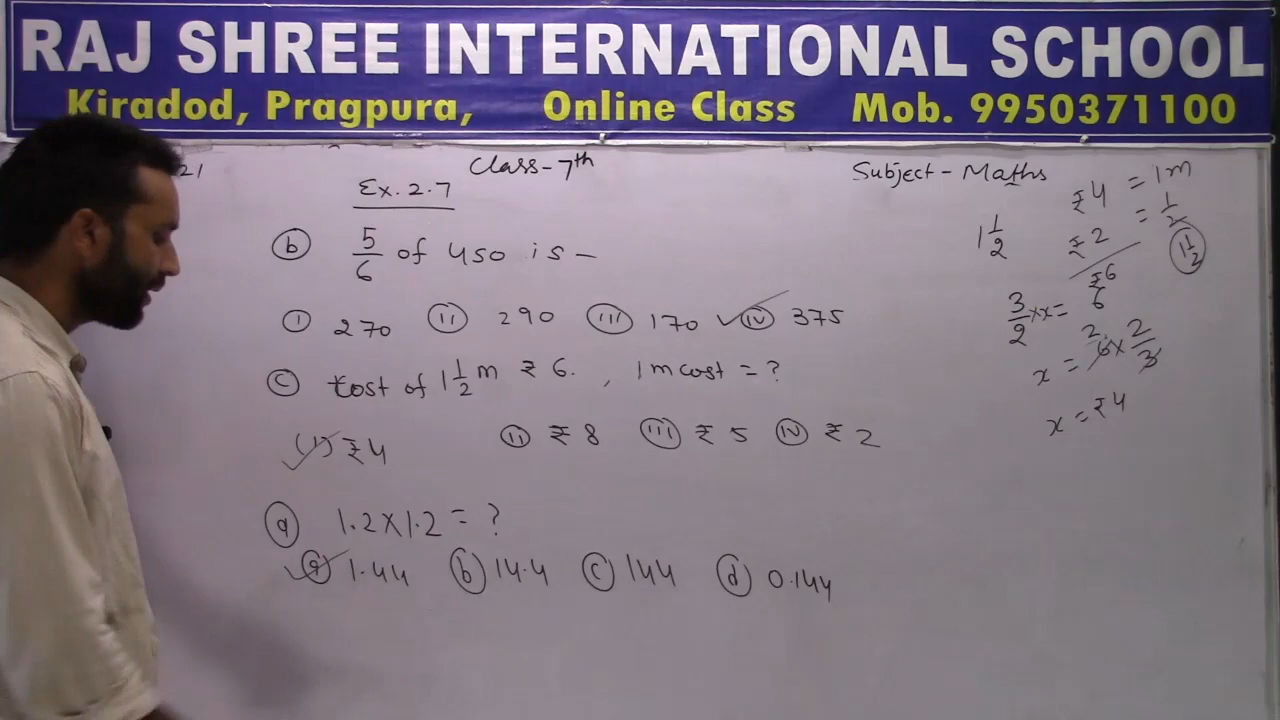 RAJ SHREE INTERNATIONAL SCHOOL
Kiradod, Pragpura, Online Class Mob. 9950371100
21 Class-7th Subject-Maths
Ex. 2.7
(b) 5/6 of 450 is -
(i) 270 (ii) 290 (iii) 170 ✓(iv) 375
(c) cost of 1 1/2 m ₹ 6. , 1m cost = ?
✓(i) ₹4 (ii) ₹ 8 (iii) ₹ 5 (iv) ₹ 2
(d) 1.2×1.2 = ?
✓(a) 1.44 (b) 14.4 (c) 144 (d) 0.144
₹4 = 1m
1 1/2 ₹2 = 1/2
₹6 (1 1/2)
3/2 × x = 6
x = 6 × 2/3
2
x = ₹4